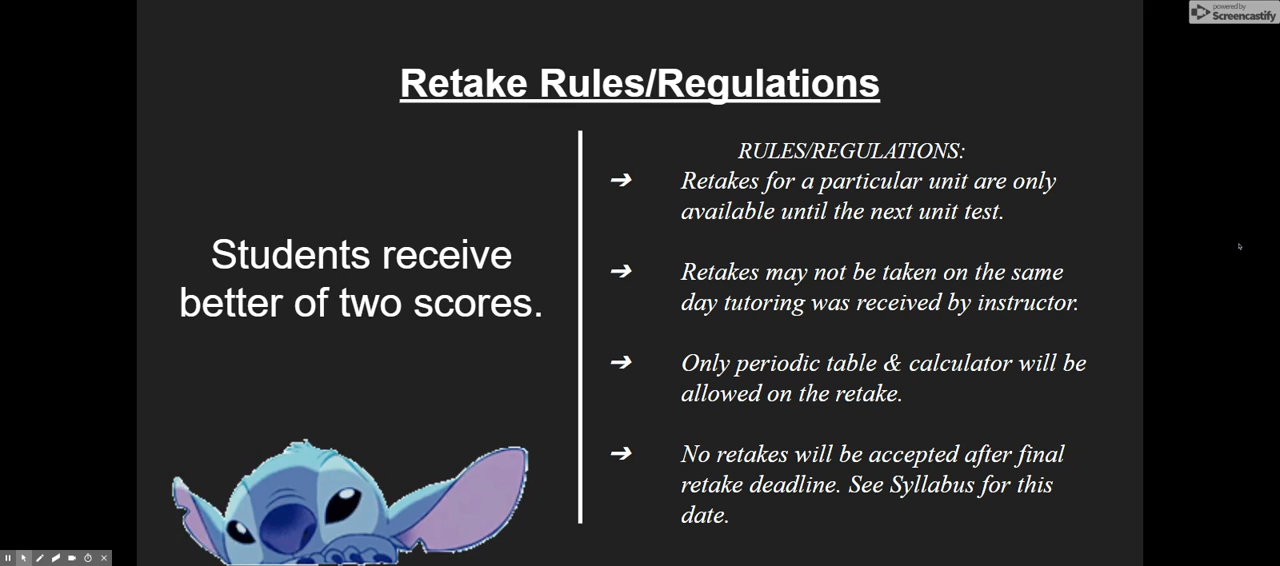 powered by
Screencastify
Retake Rules/Regulations
Students receive
better of two scores.
RULES/REGULATIONS:
➔ Retakes for a particular unit are only
available until the next unit test.
➔ Retakes may not be taken on the same
day tutoring was received by instructor.
➔ Only periodic table & calculator will be
allowed on the retake.
➔ No retakes will be accepted after final
retake deadline. See Syllabus for this
date.